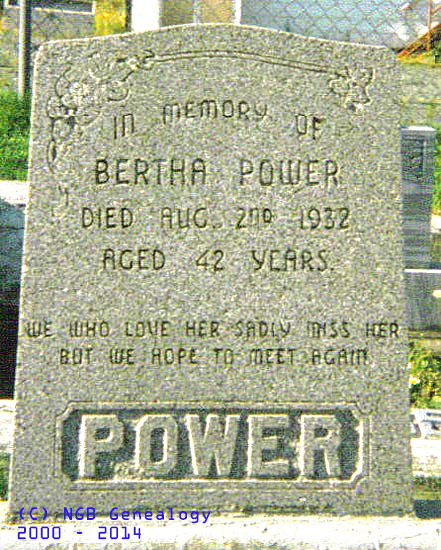 IN MEMORY OF
BERTHA POWER
DIED AUG. 2ND 1932
AGED 42 YEARS.
WE WHO LOVE HER SADLY MISS HER
BUT WE HOPE TO MEET AGAIN
POWER
(C) NGB Genealogy
2000 - 2014